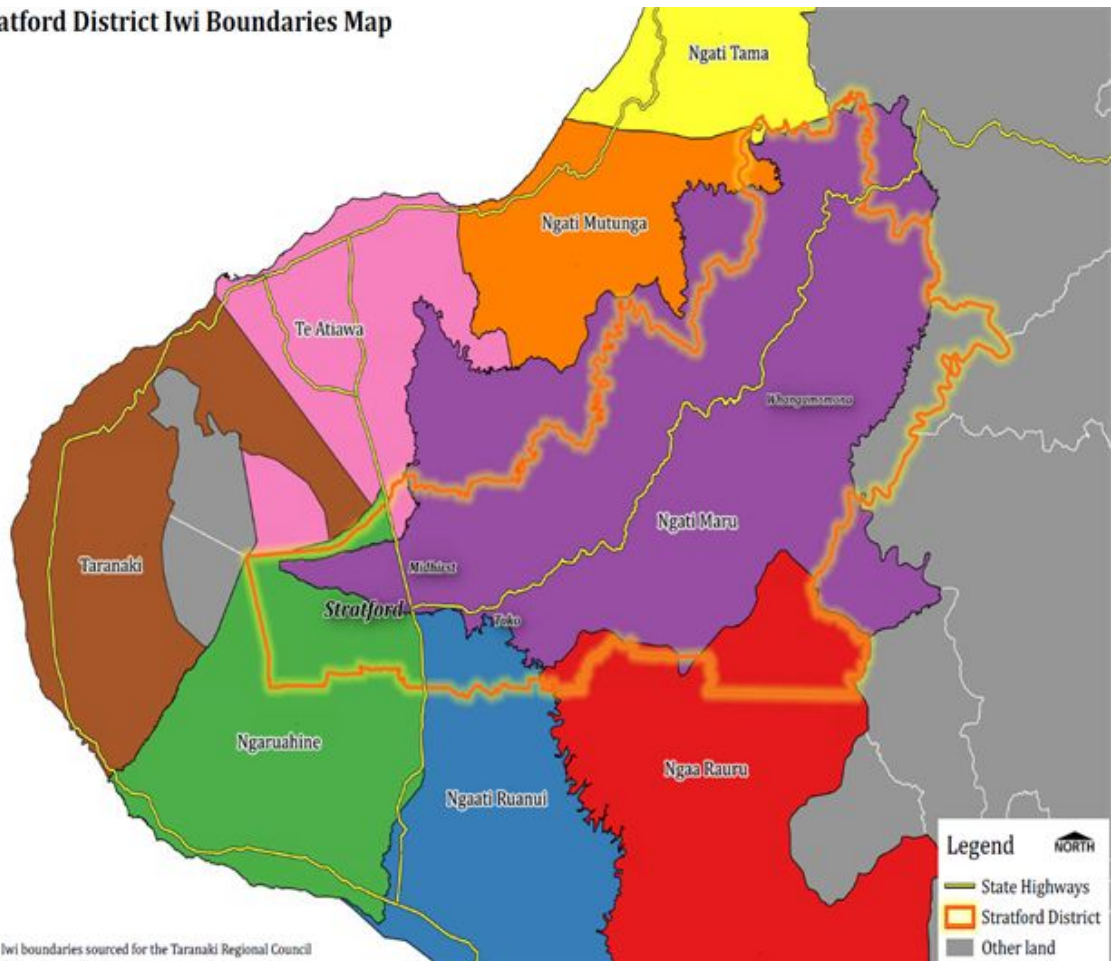 atford District Iwi Boundaries Map
Ngati Tama
Ngati Mutunga
Te Atiawa
Whangamomona
Ngati Maru
Taranaki
Midhirst
Stratford
Toko
Ngaruahine
Ngaa Rauru
Ngaati Ruanui
Legend
NORTH
State Highways
Stratford District
Other land
Iwi boundaries sourced for the Taranaki Regional Council